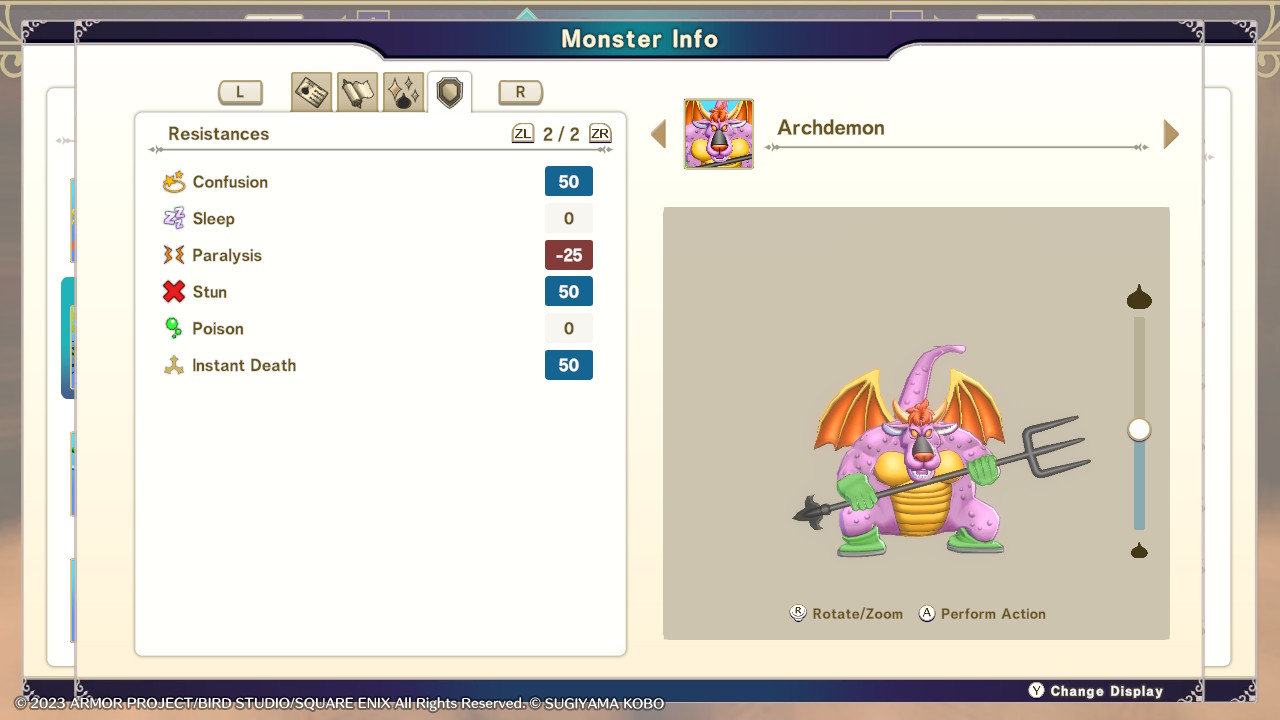 Monster Info
L
R
Resistances
ZL 2 / 2 ZR
Confusion 50
Sleep 0
Paralysis -25
Stun 50
Poison 0
Instant Death 50
Archdemon
R Rotate/Zoom A Perform Action
Y Change Display
© 2023 ARMOR PROJECT/BIRD STUDIO/SQUARE ENIX All Rights Reserved. © SUGIYAMA KOBO